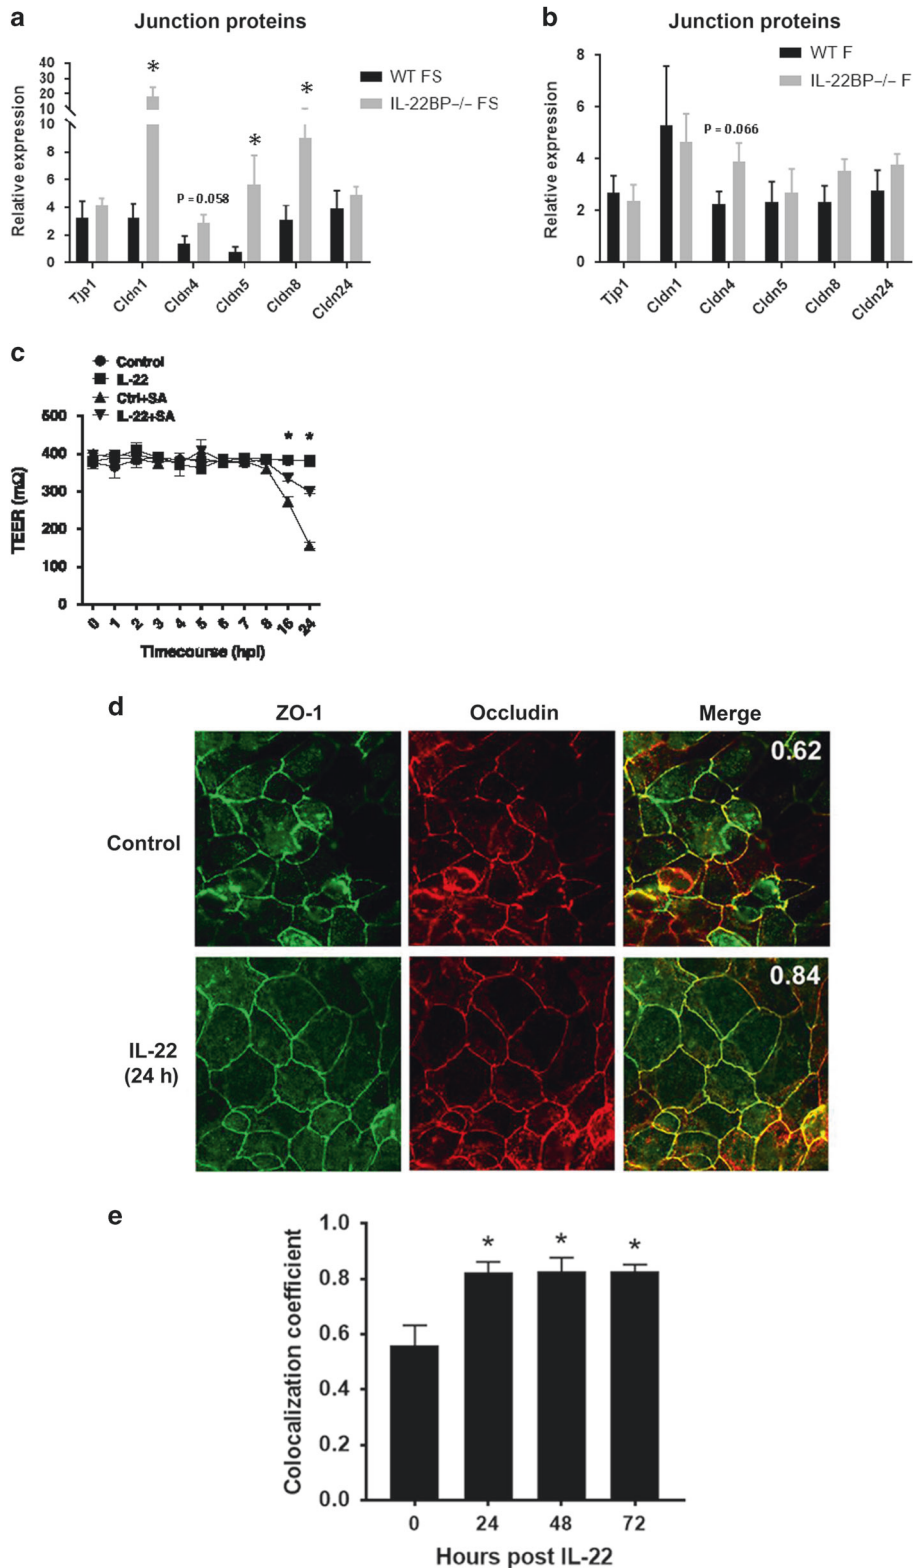 a
Junction proteins
Relative expression
40
30
20
10
10
8
6
4
2
0
*
P = 0.058
*
*
WT FS
IL-22BP−/− FS
Tjp1
Cldn1
Cldn4
Cldn5
Cldn8
Cldn24
b
Junction proteins
Relative expression
8
6
4
2
0
P = 0.066
WT F
IL-22BP−/− F
Tjp1
Cldn1
Cldn4
Cldn5
Cldn8
Cldn24
c
Control
IL-22
Ctrl+SA
IL-22+SA
TEER (mΩ)
500
400
300
200
100
0
* *
0 1 2 3 4 5 6 7 8 16 24
Timecourse (hpi)
d
ZO-1 Occludin Merge
Control
0.62
IL-22
(24 h)
0.84
e
Colocalization coefficient
1.0
0.8
0.6
0.4
0.2
0.0
* * *
0 24 48 72
Hours post IL-22